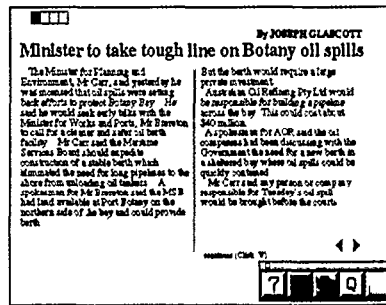 By JOSEPH GLASCOTT
Minister to take tough line on Botany oil spills
The Minister for Planning and
Environment, Mr Carr, said yesterday he
was incensed that oil spills were setting
back efforts to protect Botany Bay. He
said he would seek early talks with the
Minister for Works and Ports, Mr Brereton
to call for a cleaner and safer oil berth
facility. Mr Carr said the Maritime
Services Board should expedite
construction of a stable berth which
eliminated the need for long pipelines to the
shore from unloading oil tankers. A
spokesman for Mr Brereton said the MSB
had land available at Port Botany on the
northern side of the bay and could provide
berth
But the berth would require a large
private investment.
Australian Oil Refining Pty Ltd would
be responsible for building a pipeline
across the bay. This could cost about
$40 million.
A spokesman for AOR said the oil
companies had been discussing with the
Government the need for a new berth in
a sheltered bay where oil spills could be
quickly contained
Mr Carr said any person or company
responsible for Tuesday's oil spill
would be brought before the courts
(Click
?
Q